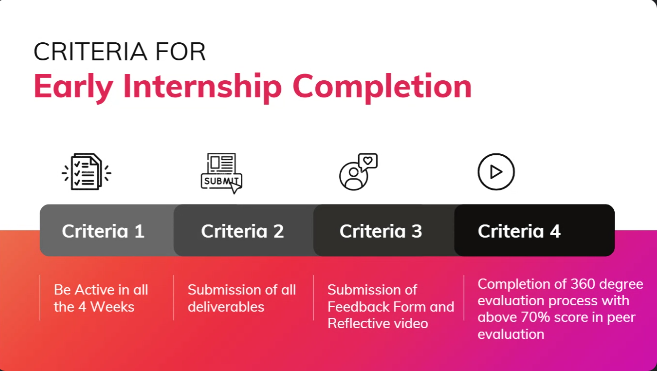 CRITERIA FOR
Early Internship Completion
SUBMIT
Criteria 1
Criteria 2
Criteria 3
Criteria 4
Be Active in all
the 4 Weeks
Submission of all
deliverables
Submission of
Feedback Form and
Reflective video
Completion of 360 degree
evaluation process with
above 70% score in peer
evaluation